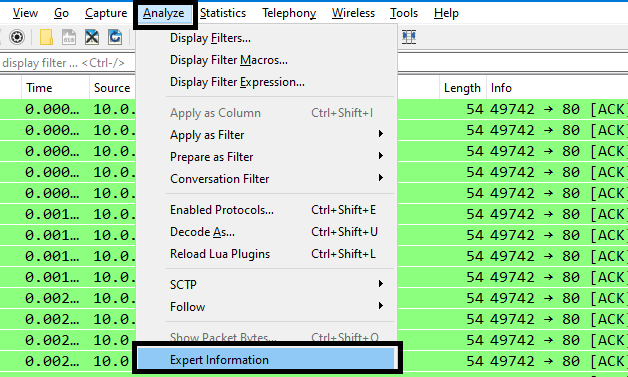 Go Capture Analyze Statistics Telephony Wireless Tools Help
display filter ... <Ctrl-/>
Time Source Length Info
Display Filters...
Display Filter Macros...
Display Filter Expression...
Apply as Column Ctrl+Shift+I
Apply as Filter
Prepare as Filter
Conversation Filter
Enabled Protocols... Ctrl+Shift+E
Decode As... Ctrl+Shift+U
Reload Lua Plugins Ctrl+Shift+L
SCTP
Follow
Show Packet Bytes... Ctrl+Shift+O
Expert Information
0.000… 10.0. 54 49742 → 80 [ACK]
0.000… 10.0. 54 49742 → 80 [ACK]
0.000… 10.0. 54 49742 → 80 [ACK]
0.000… 10.0. 54 49742 → 80 [ACK]
0.000… 10.0. 54 49742 → 80 [ACK]
0.001… 10.0. 54 49742 → 80 [ACK]
0.001… 10.0. 54 49742 → 80 [ACK]
0.001… 10.0. 54 49742 → 80 [ACK]
0.001… 10.0. 54 49742 → 80 [ACK]
0.002… 10.0. 54 49742 → 80 [ACK]
0.002… 10.0. 54 49742 → 80 [ACK]
0.002… 10.0. 54 49742 → 80 [ACK]
0.002… 10.0. 54 49742 → 80 [ACK]